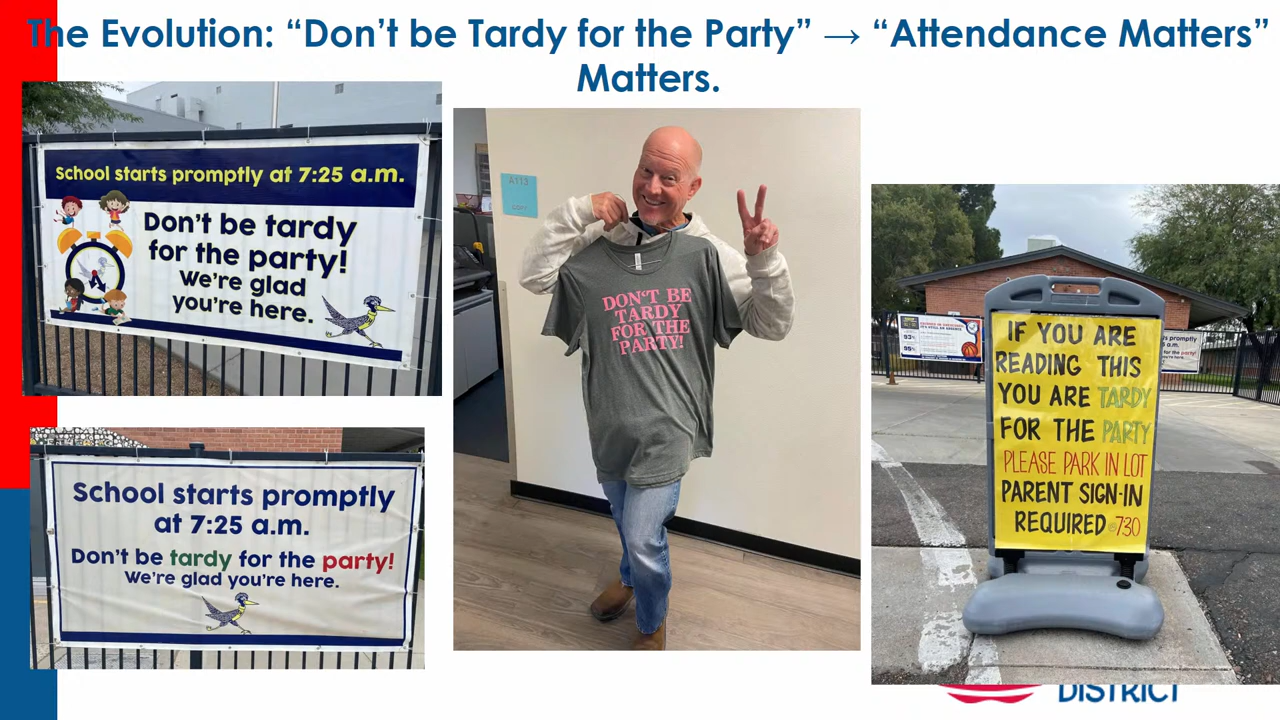 The Evolution: “Don’t be Tardy for the Party” → “Attendance Matters”
Matters.
School starts promptly at 7:25 a.m.
Don't be tardy
for the party!
We're glad
you're here.
School starts promptly
at 7:25 a.m.
Don't be tardy for the party!
We're glad you're here.
A113
DON'T BE
TARDY
FOR THE
PARTY!
IF YOU ARE
READING THIS
YOU ARE TARDY
FOR THE PARTY
PLEASE PARK IN LOT
PARENT SIGN-IN
REQUIRED @730
93%
99%
DISTRICT